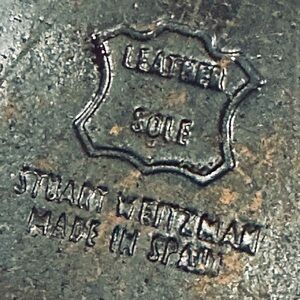 LEATHER
SOLE
STUART WEITZMAN
MADE IN SPAIN